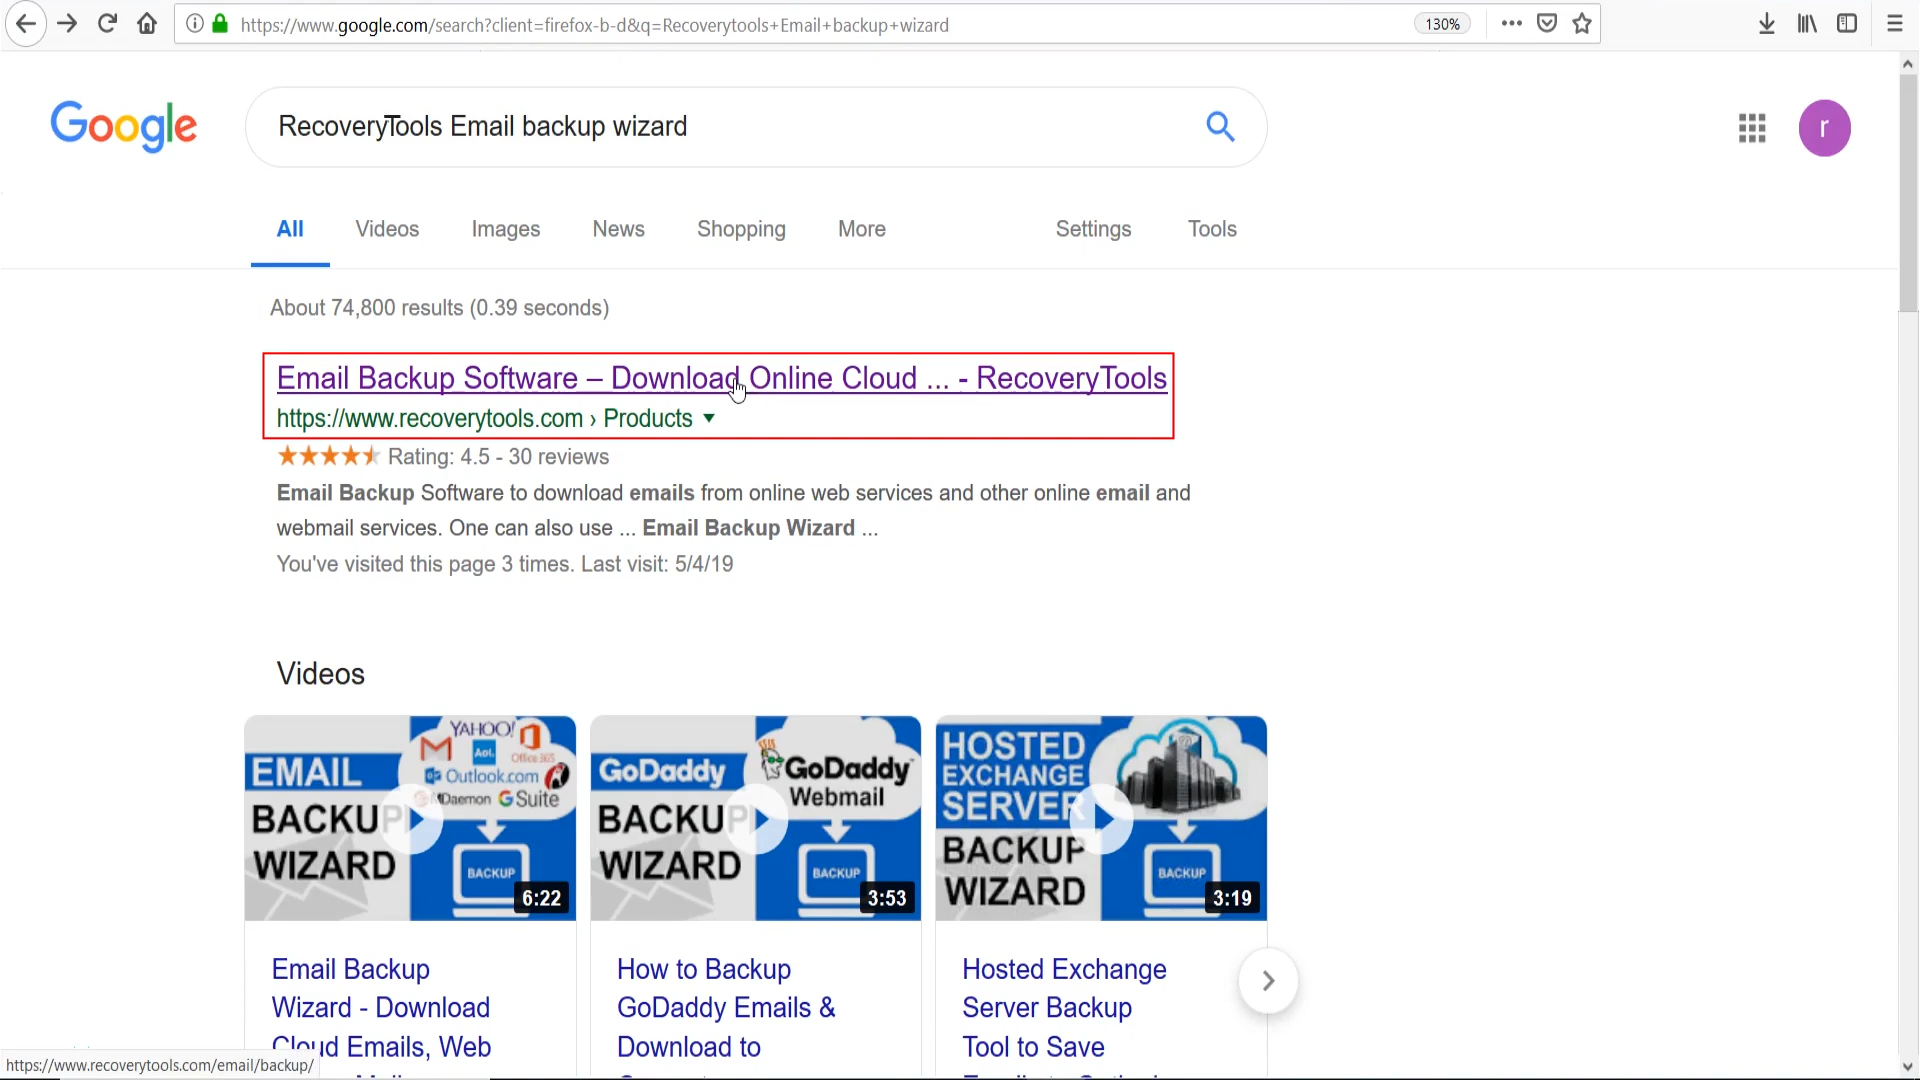 https://www.google.com/search?client=firefox-b-d&q=Recoverytools+Email+backup+wizard
130%
Google
RecoveryTools Email backup wizard
r
All Videos Images News Shopping More Settings Tools
About 74,800 results (0.39 seconds)
Email Backup Software – Download Online Cloud ... - RecoveryTools
https://www.recoverytools.com › Products
Rating: 4.5 - 30 reviews
Email Backup Software to download emails from online web services and other online email and
webmail services. One can also use ... Email Backup Wizard ...
You've visited this page 3 times. Last visit: 5/4/19
Videos
EMAIL
BACKUP
WIZARD
YAHOO!
Aol.
Office 365
Outlook.com
MDaemon G Suite
BACKUP
6:22
GoDaddy
BACKUP
WIZARD
GoDaddy
Webmail
BACKUP
3:53
HOSTED
EXCHANGE
SERVER
BACKUP
WIZARD
BACKUP
3:19
Email Backup
Wizard - Download
Cloud Emails, Web
How to Backup
GoDaddy Emails &
Download to
Hosted Exchange
Server Backup
Tool to Save
https://www.recoverytools.com/email/backup/